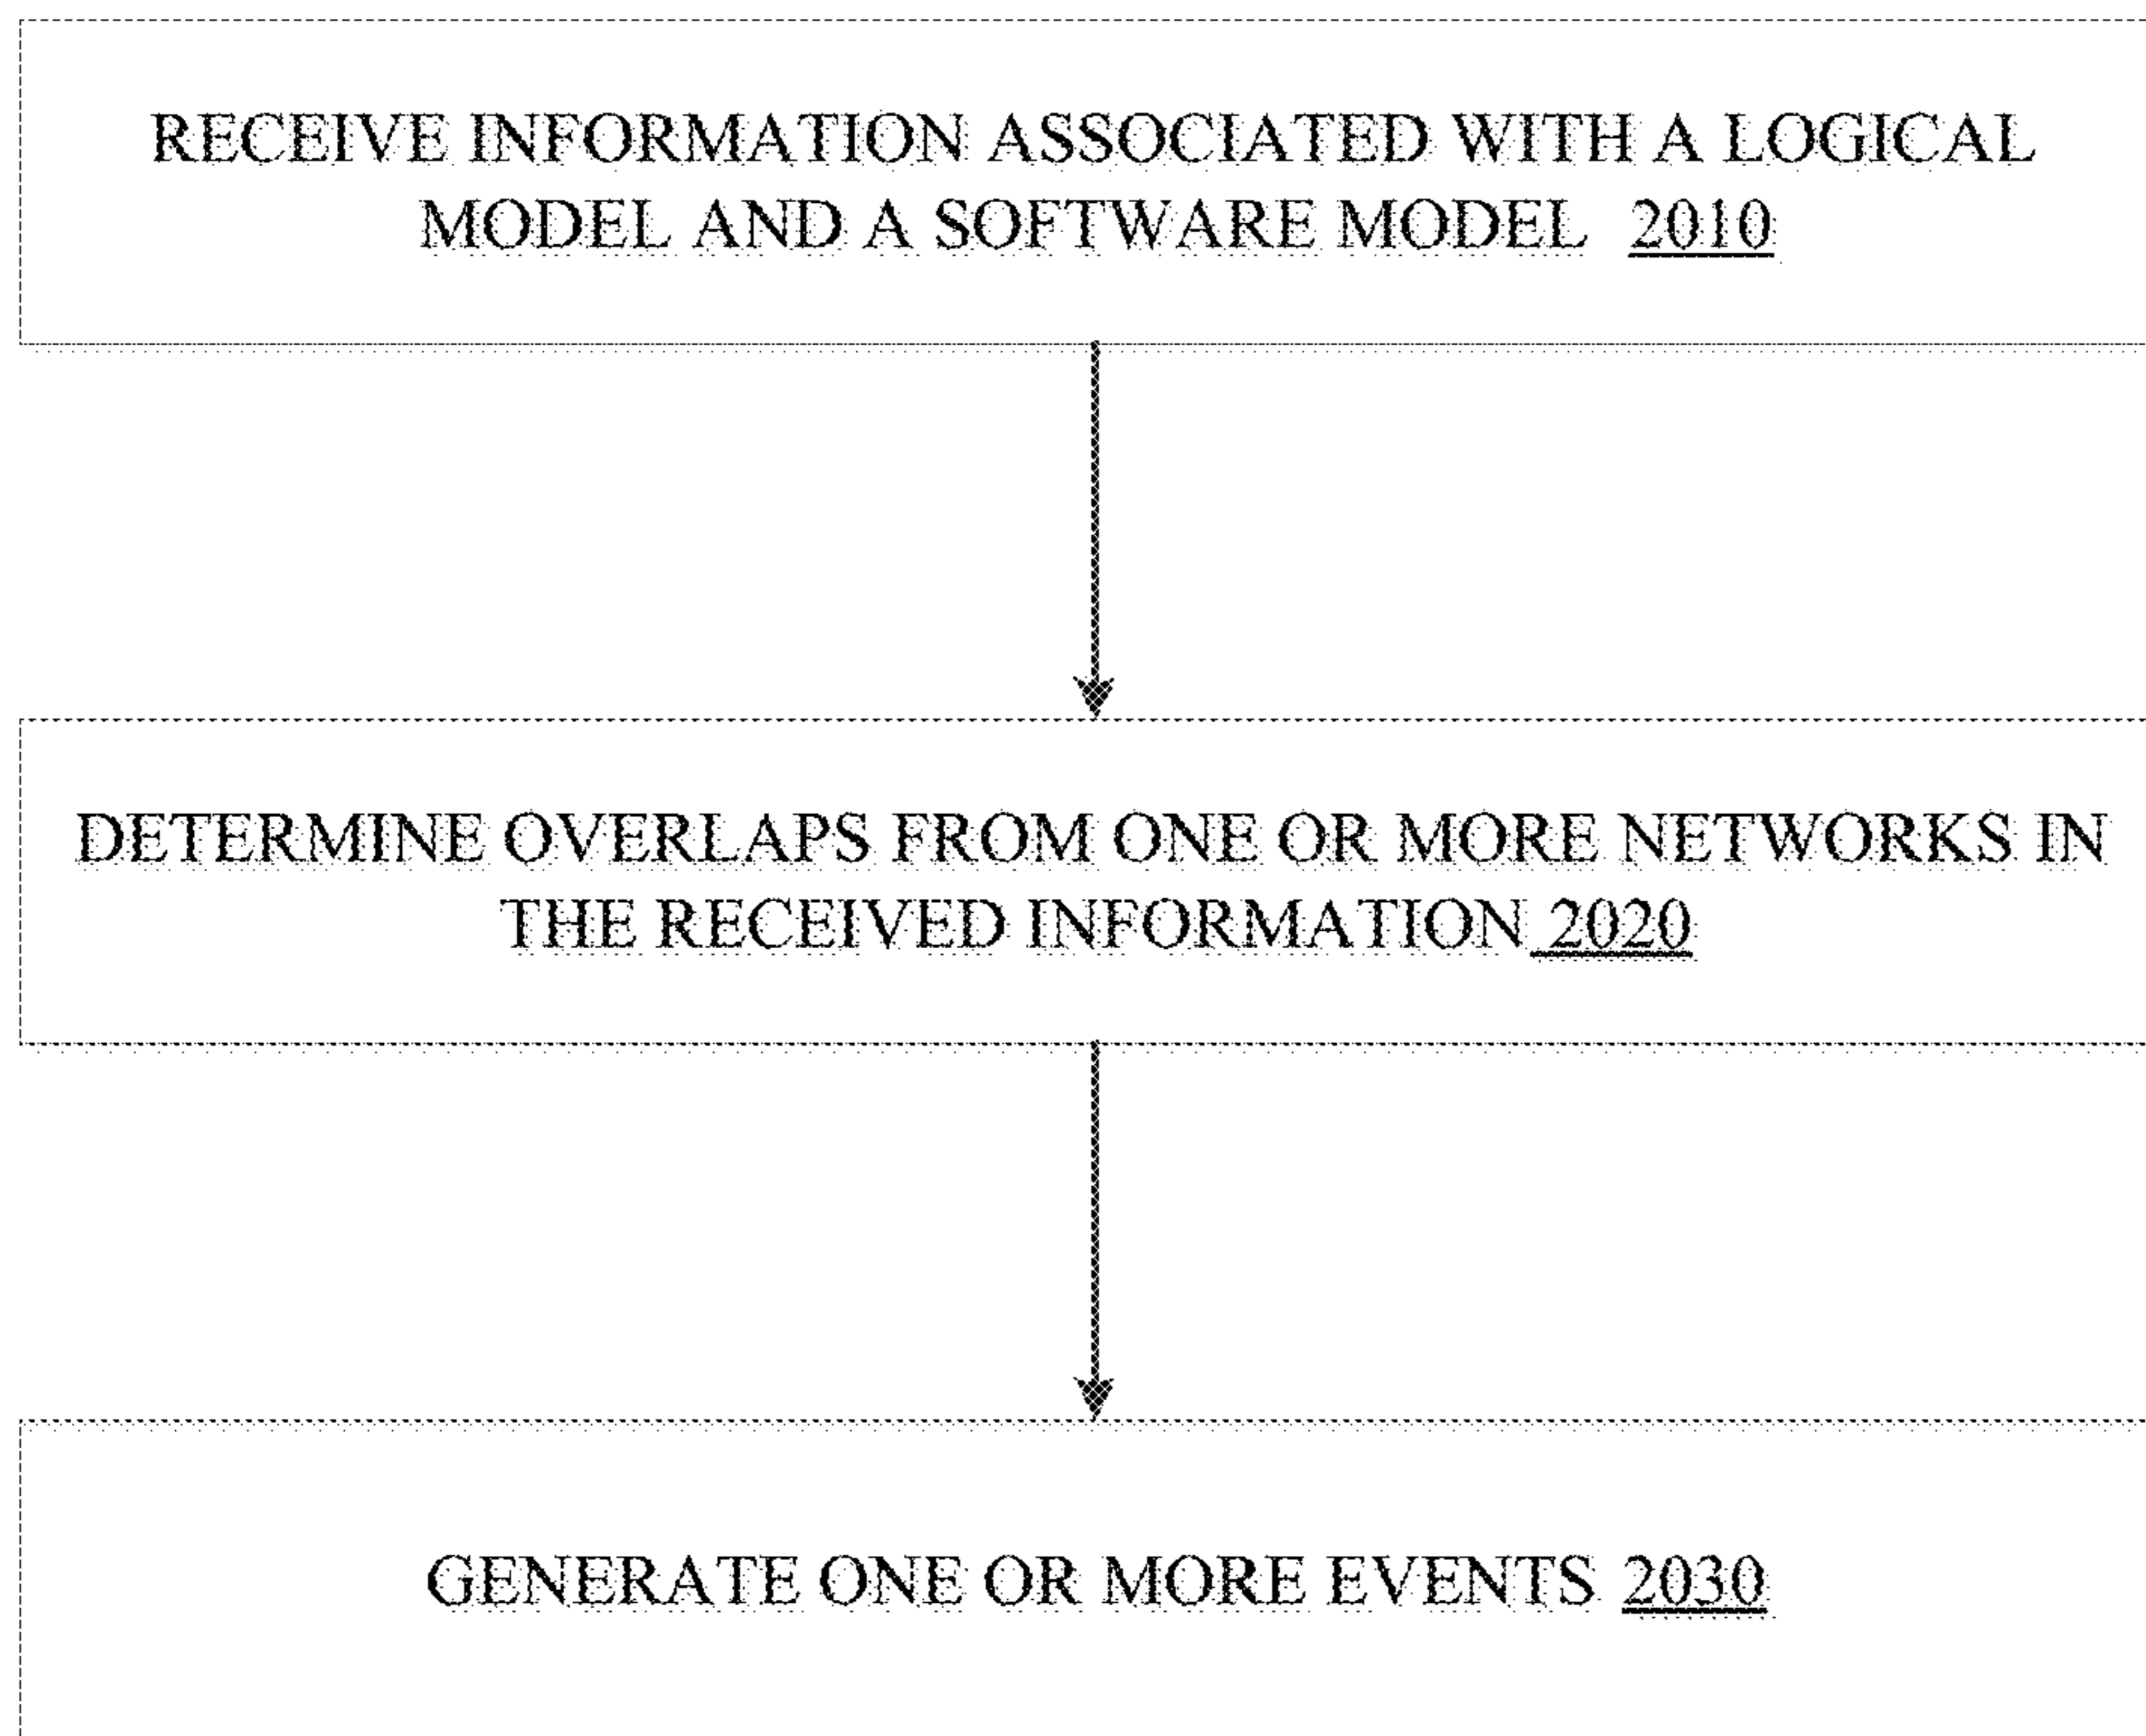 RECEIVE INFORMATION ASSOCIATED WITH A LOGICAL
MODEL AND A SOFTWARE MODEL 2010
DETERMINE OVERLAPS FROM ONE OR MORE NETWORKS IN
THE RECEIVED INFORMATION 2020
GENERATE ONE OR MORE EVENTS 2030